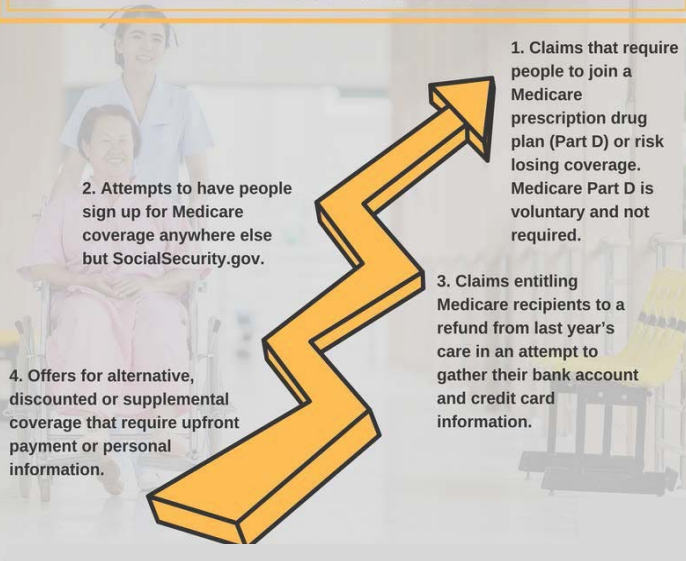 1. Claims that require
people to join a
Medicare
prescription drug
plan (Part D) or risk
losing coverage.
Medicare Part D is
voluntary and not
required.
2. Attempts to have people
sign up for Medicare
coverage anywhere else
but SocialSecurity.gov.
3. Claims entitling
Medicare recipients to a
refund from last year's
care in an attempt to
gather their bank account
and credit card
information.
4. Offers for alternative,
discounted or supplemental
coverage that require upfront
payment or personal
information.